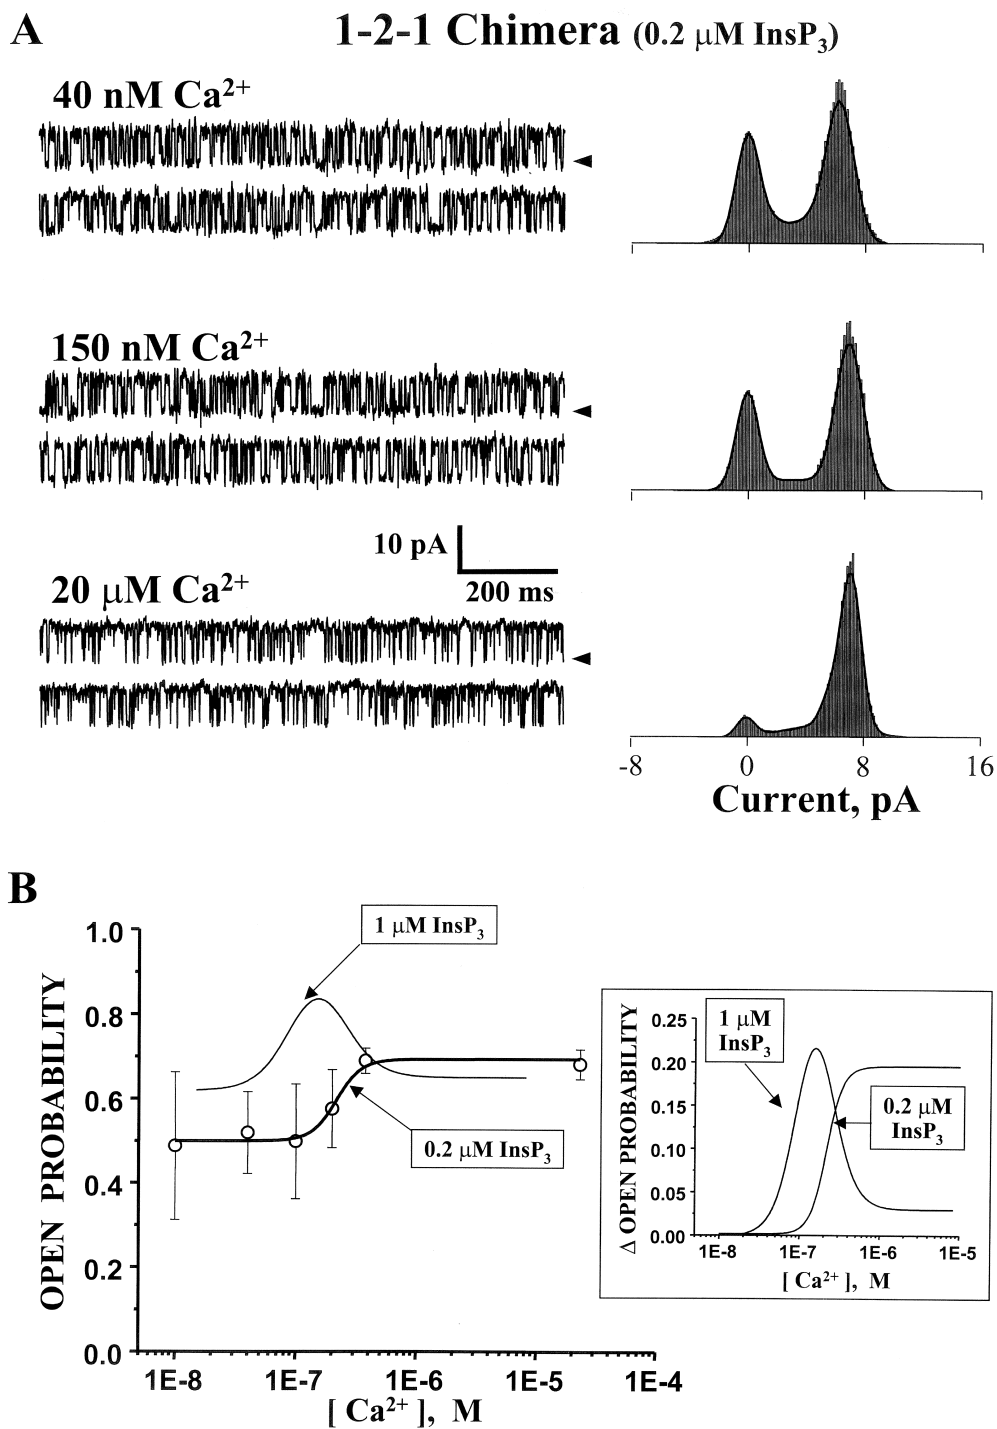 A
1-2-1 Chimera (0.2 μM InsP3)
40 nM Ca2+
150 nM Ca2+
10 pA
200 ms
20 μM Ca2+
-8 0 8 16
Current, pA
B
1 μM InsP3
1.0
0.8
0.6
0.4
0.2
0.0
OPEN PROBABILITY
0.2 μM InsP3
1E-8 1E-7 1E-6 1E-5 1E-4
[ Ca2+ ], M
1 μM
InsP3
0.2 μM
InsP3
0.25
0.20
0.15
0.10
0.05
0.00
Δ OPEN PROBABILITY
1E-8 1E-7 1E-6 1E-5
[ Ca2+ ], M